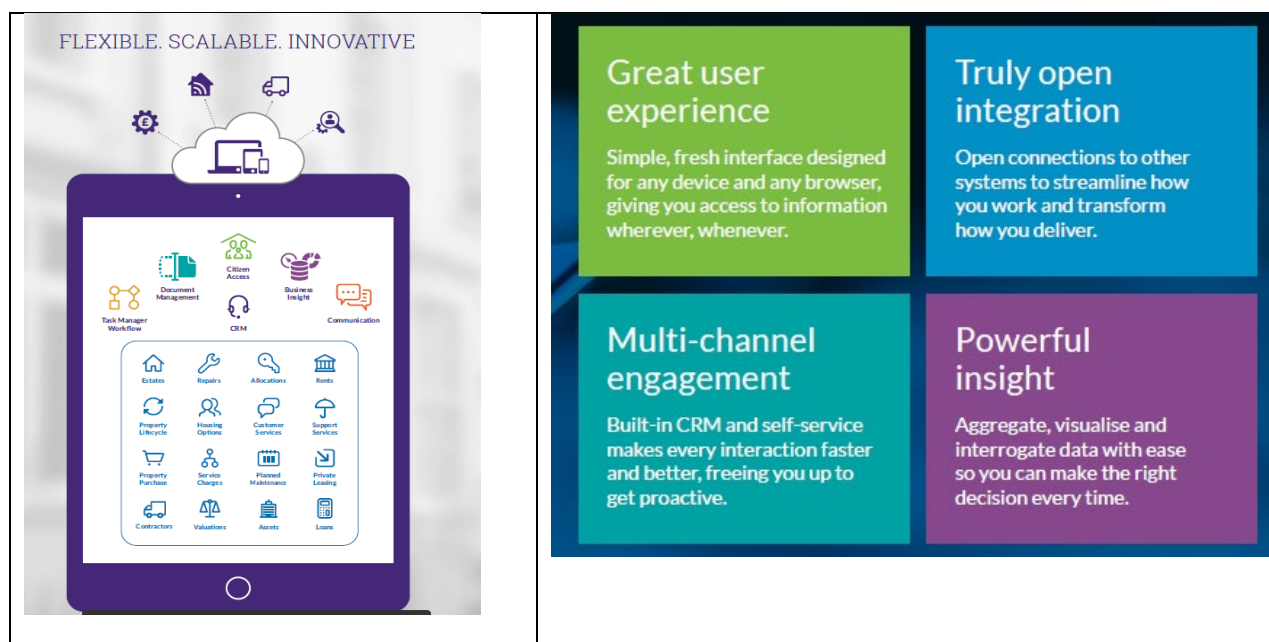 FLEXIBLE. SCALABLE. INNOVATIVE
£
Citizen
Access
Document
Management
Business
Insight
Task Manager
Workflow
CRM
Communication
Estates
Repairs
Allocations
Rents
Property
Lifecycle
Housing
Options
Customer
Services
Support
Services
Property
Purchase
Service
Charges
Planned
Maintenance
Private
Leasing
Contractors
Valuations
Assets
Loans
Great user
experience
Simple, fresh interface designed
for any device and any browser,
giving you access to information
wherever, whenever.
Truly open
integration
Open connections to other
systems to streamline how
you work and transform
how you deliver.
Multi-channel
engagement
Built-in CRM and self-service
makes every interaction faster
and better, freeing you up to
get proactive.
Powerful
insight
Aggregate, visualise and
interrogate data with ease
so you can make the right
decision every time.